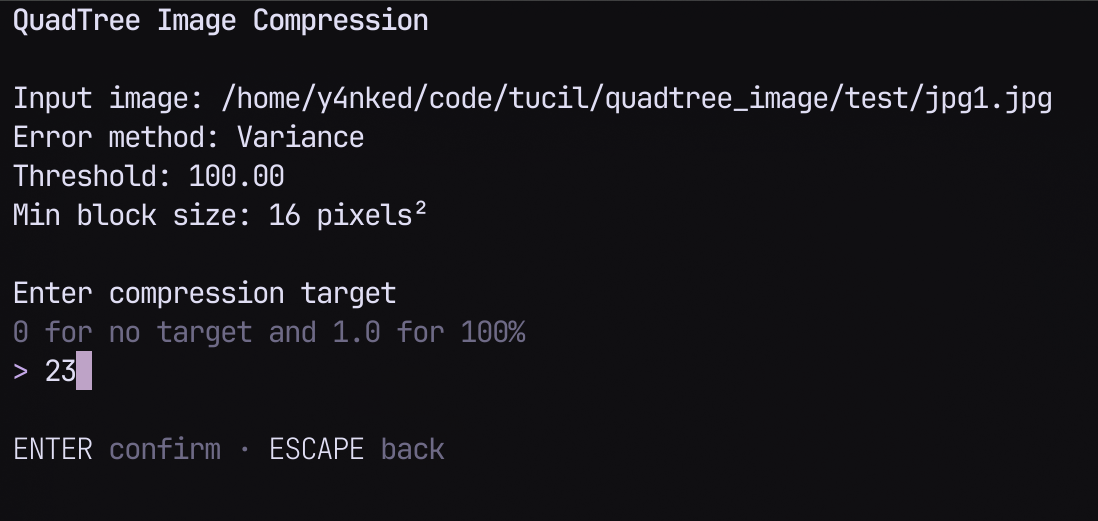 QuadTree Image Compression
Input image: /home/y4nked/code/tucil/quadtree_image/test/jpg1.jpg
Error method: Variance
Threshold: 100.00
Min block size: 16 pixels²
Enter compression target
0 for no target and 1.0 for 100%
> 23
ENTER confirm · ESCAPE back